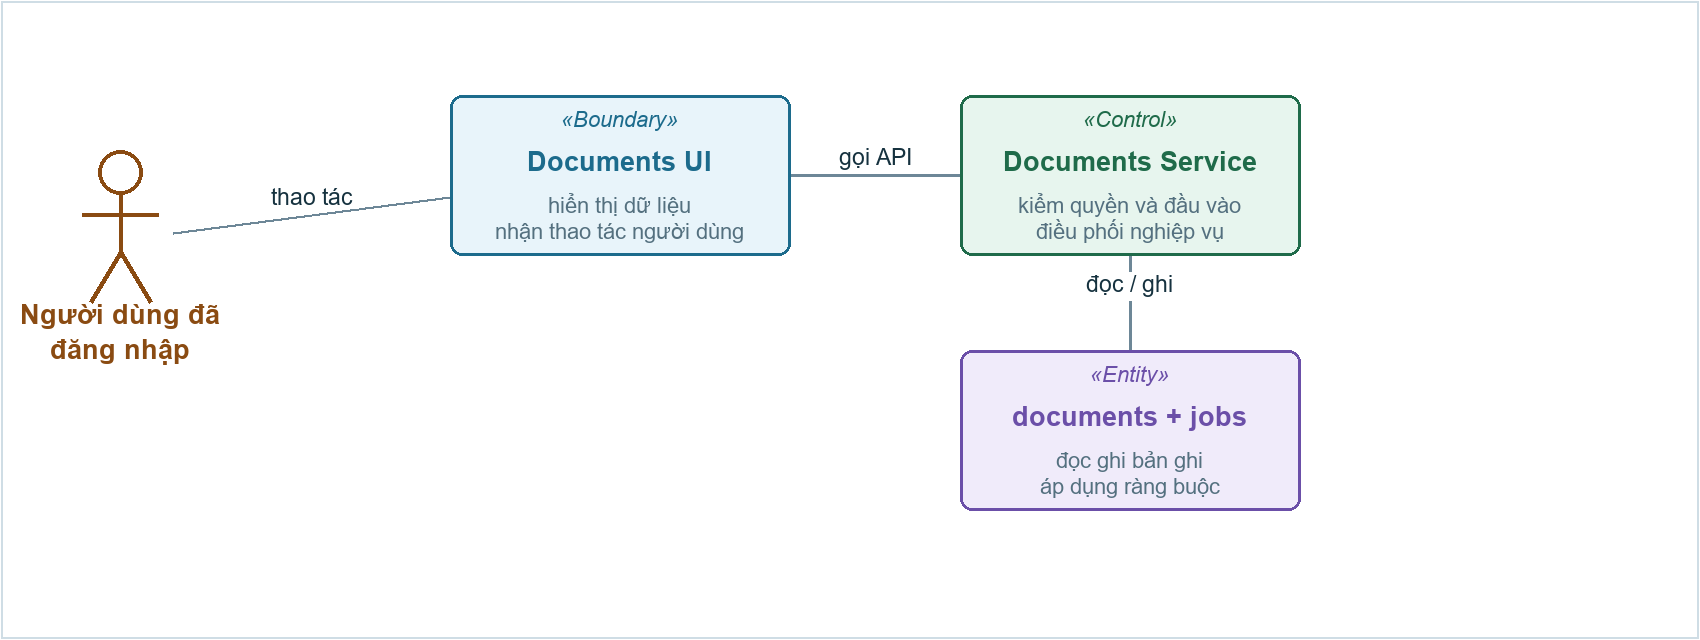 Người dùng đã
đăng nhập
thao tác
«Boundary»
Documents UI
hiển thị dữ liệu
nhận thao tác người dùng
gọi API
«Control»
Documents Service
kiểm quyền và đầu vào
điều phối nghiệp vụ
đọc / ghi
«Entity»
documents + jobs
đọc ghi bản ghi
áp dụng ràng buộc